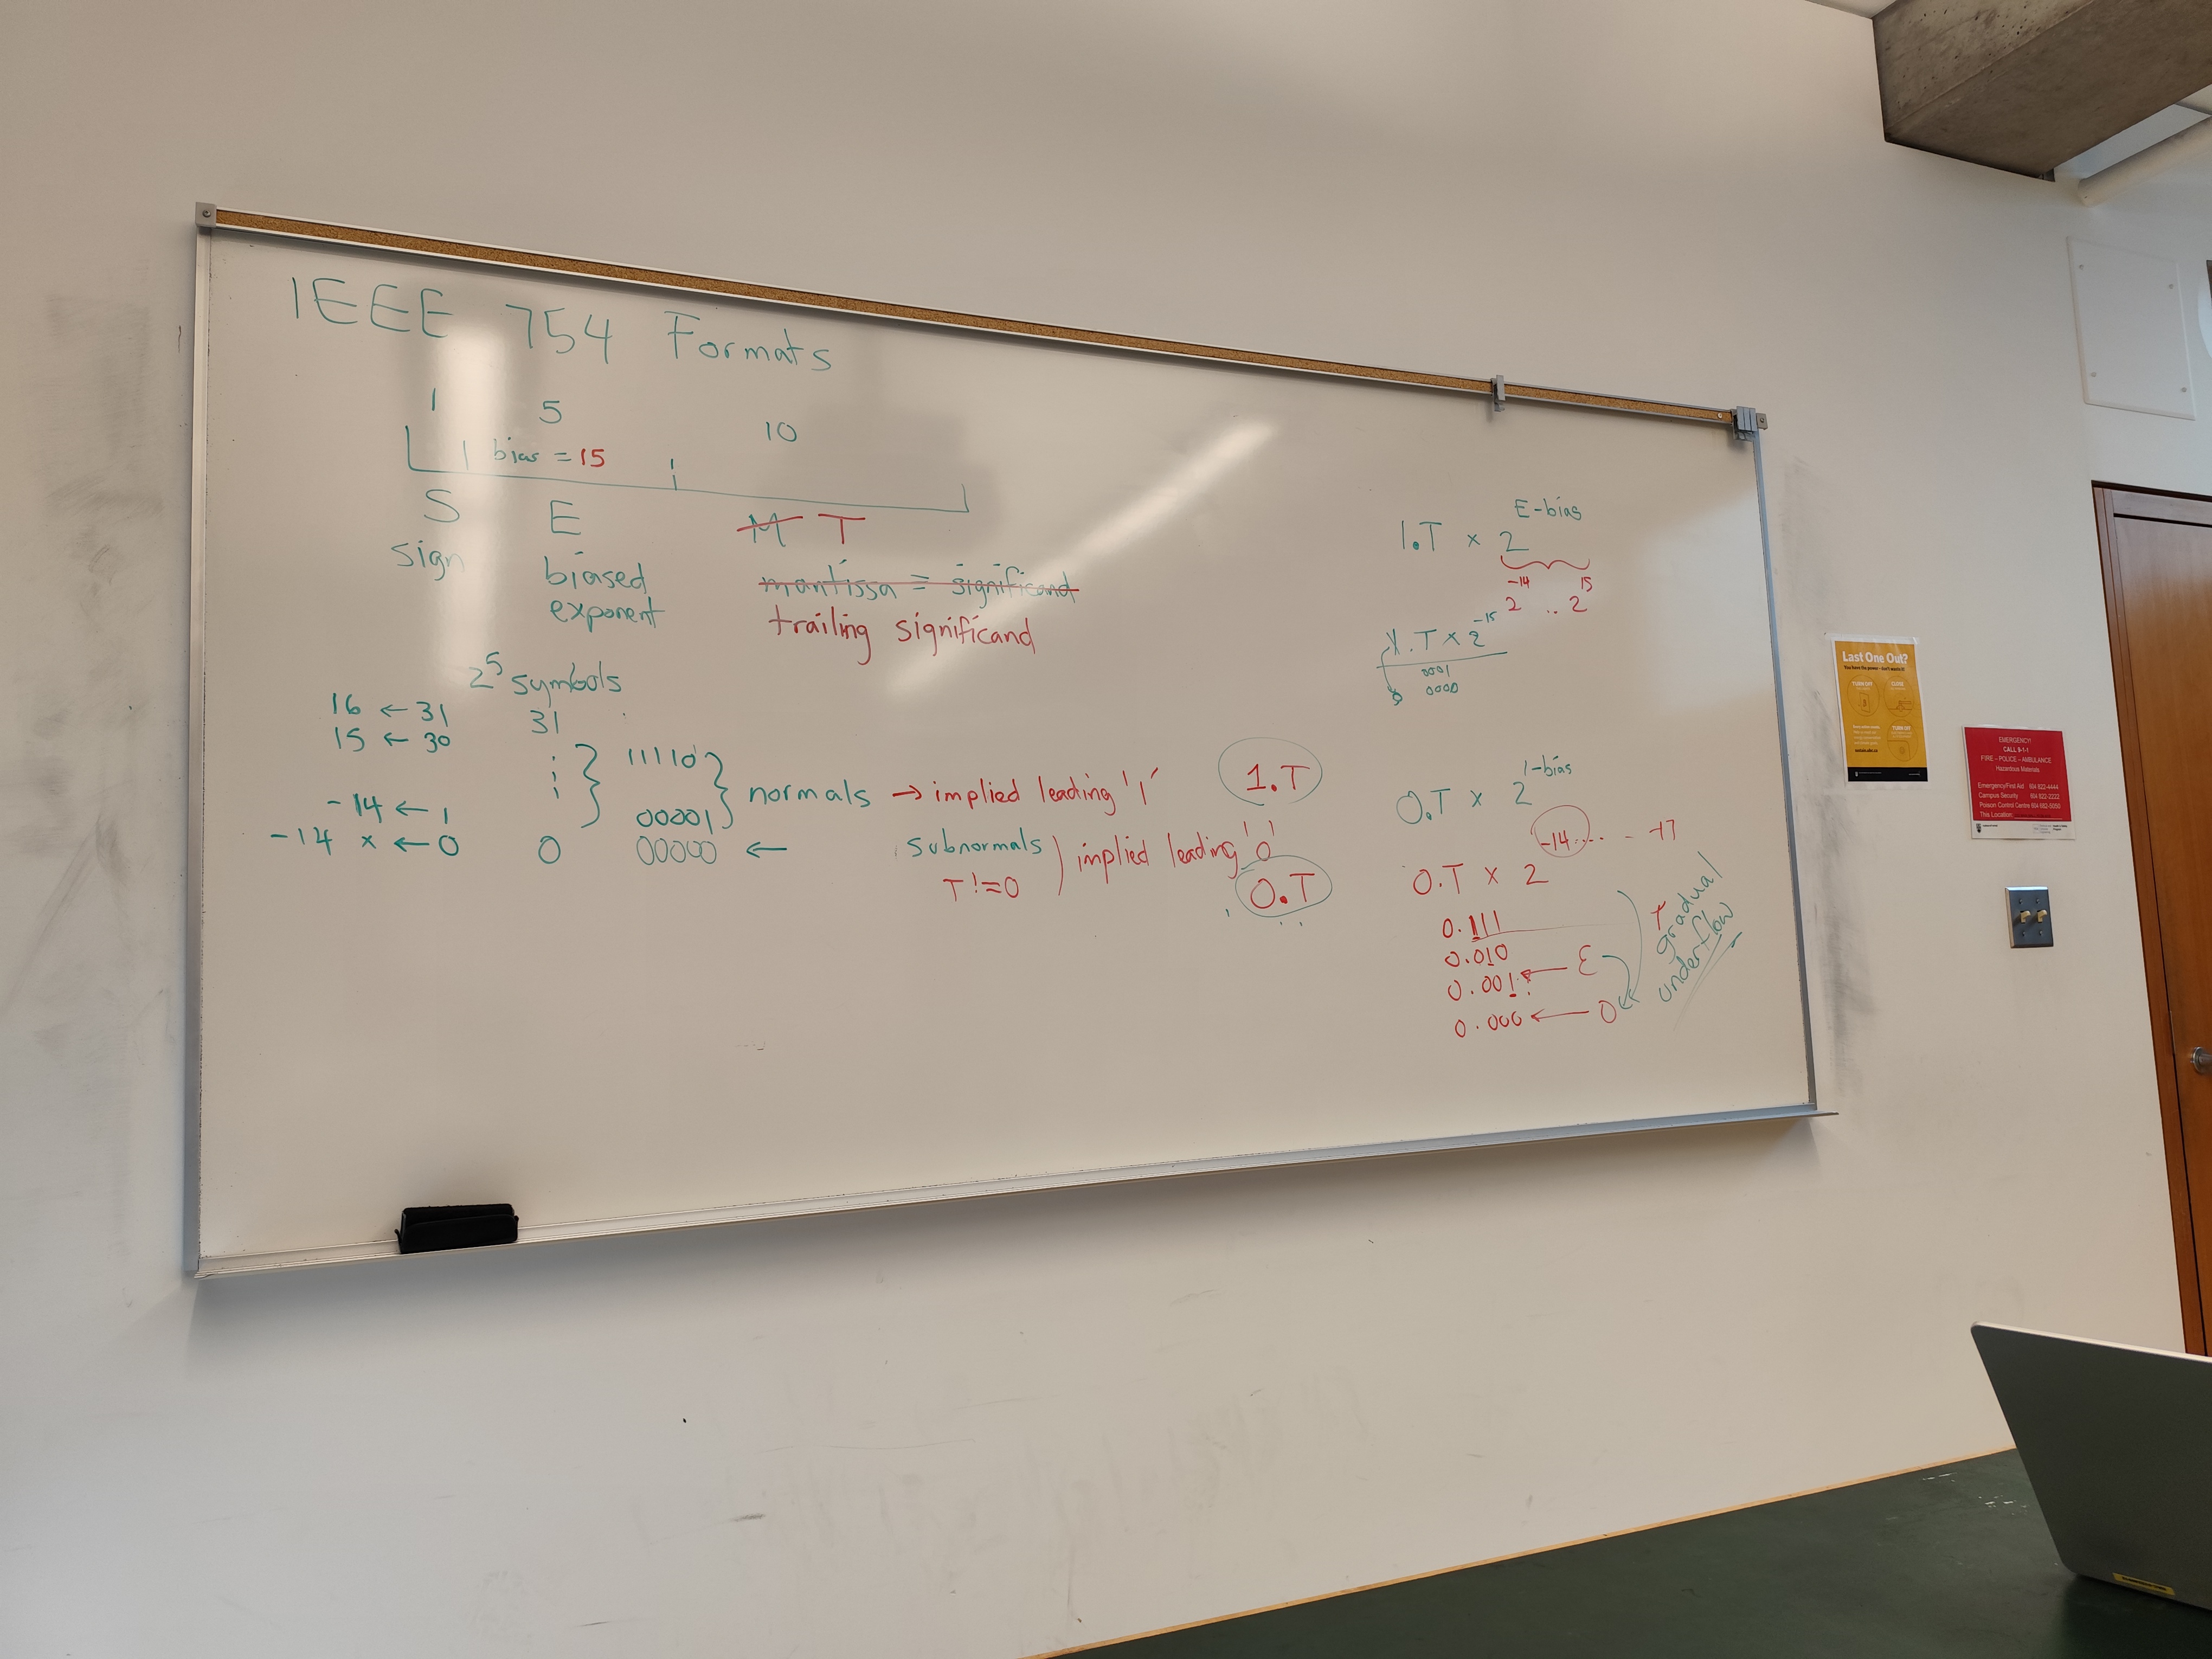 IEEE 754 Formats
1 5 10
bias = 15
S E M T
sign biased exponent mantissa = significand
trailing significand
2^5 symbols
16 ← 31 31
15 ← 30
11110
-14 ← 1 00001
normals → implied leading '1' 1.T
-14 x ← 0 0 00000 ←
subnormals
T!=0
implied leading '0'
0.T
1.T × 2^E-bias
2^-14 .. 2^15
1.T × 2^-15
0001
0000
0.T × 2^1-bias
0.T × 2^-14 .... -17
0.111
0.010
0.001 ← ε
0.000 ← 0
gradual
underflow
Last One Out?
You have the power - don't waste it!
TURN OFF
CLOSE
TURN OFF
EMERGENCY!
CALL 9-1-1
FIRE - POLICE - AMBULANCE
Hazardous Materials
Emergency/First Aid 604 822-4444
Campus Security 604 822-2222
Poison Control Centre 604 682-5050
This Location: